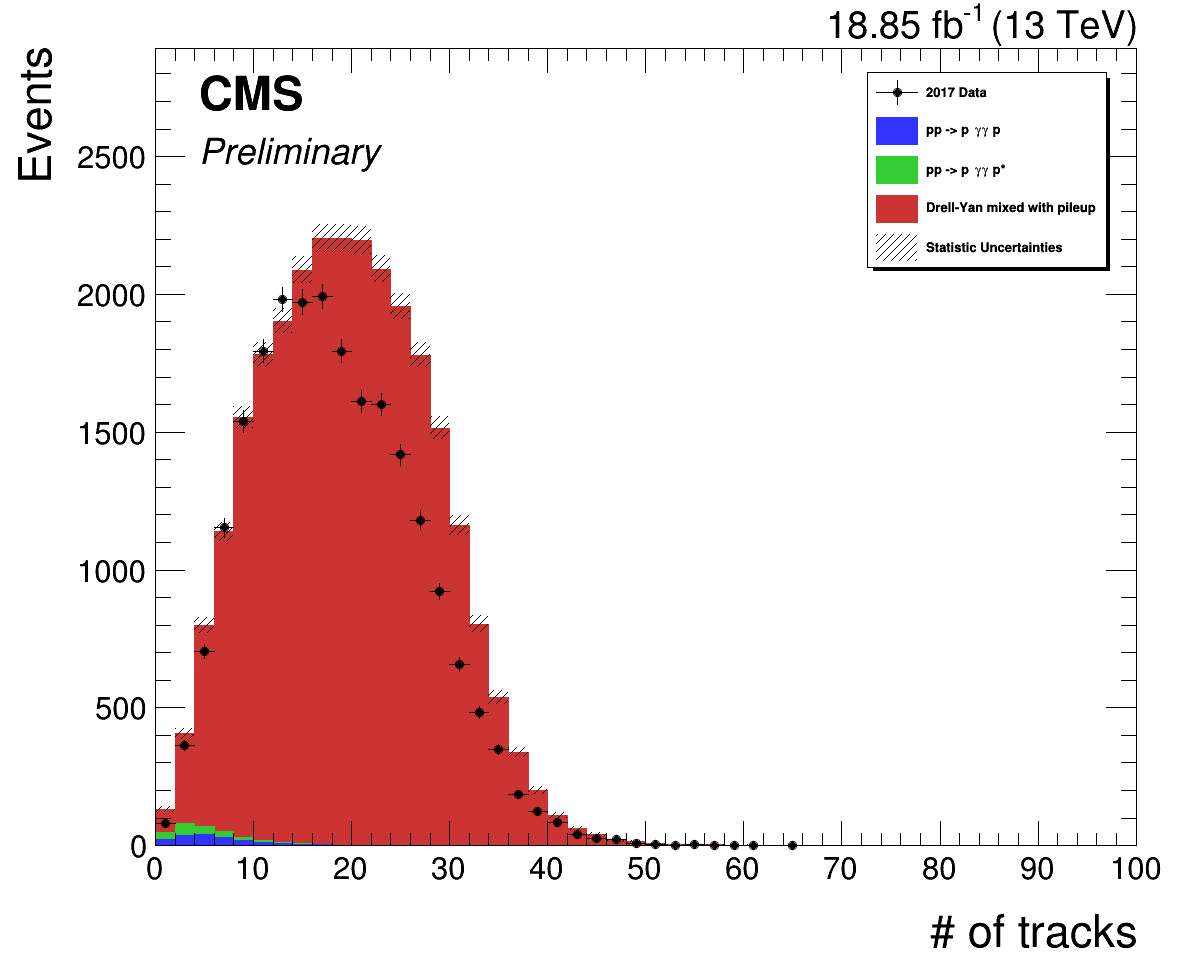 18.85 fb⁻¹ (13 TeV)
Events
CMS
Preliminary
2017 Data
pp -> p γγ p
pp -> p γγ p*
Drell-Yan mixed with pileup
Statistic Uncertainties
2500
2000
1500
1000
500
0
0 10 20 30 40 50 60 70 80 90 100
# of tracks